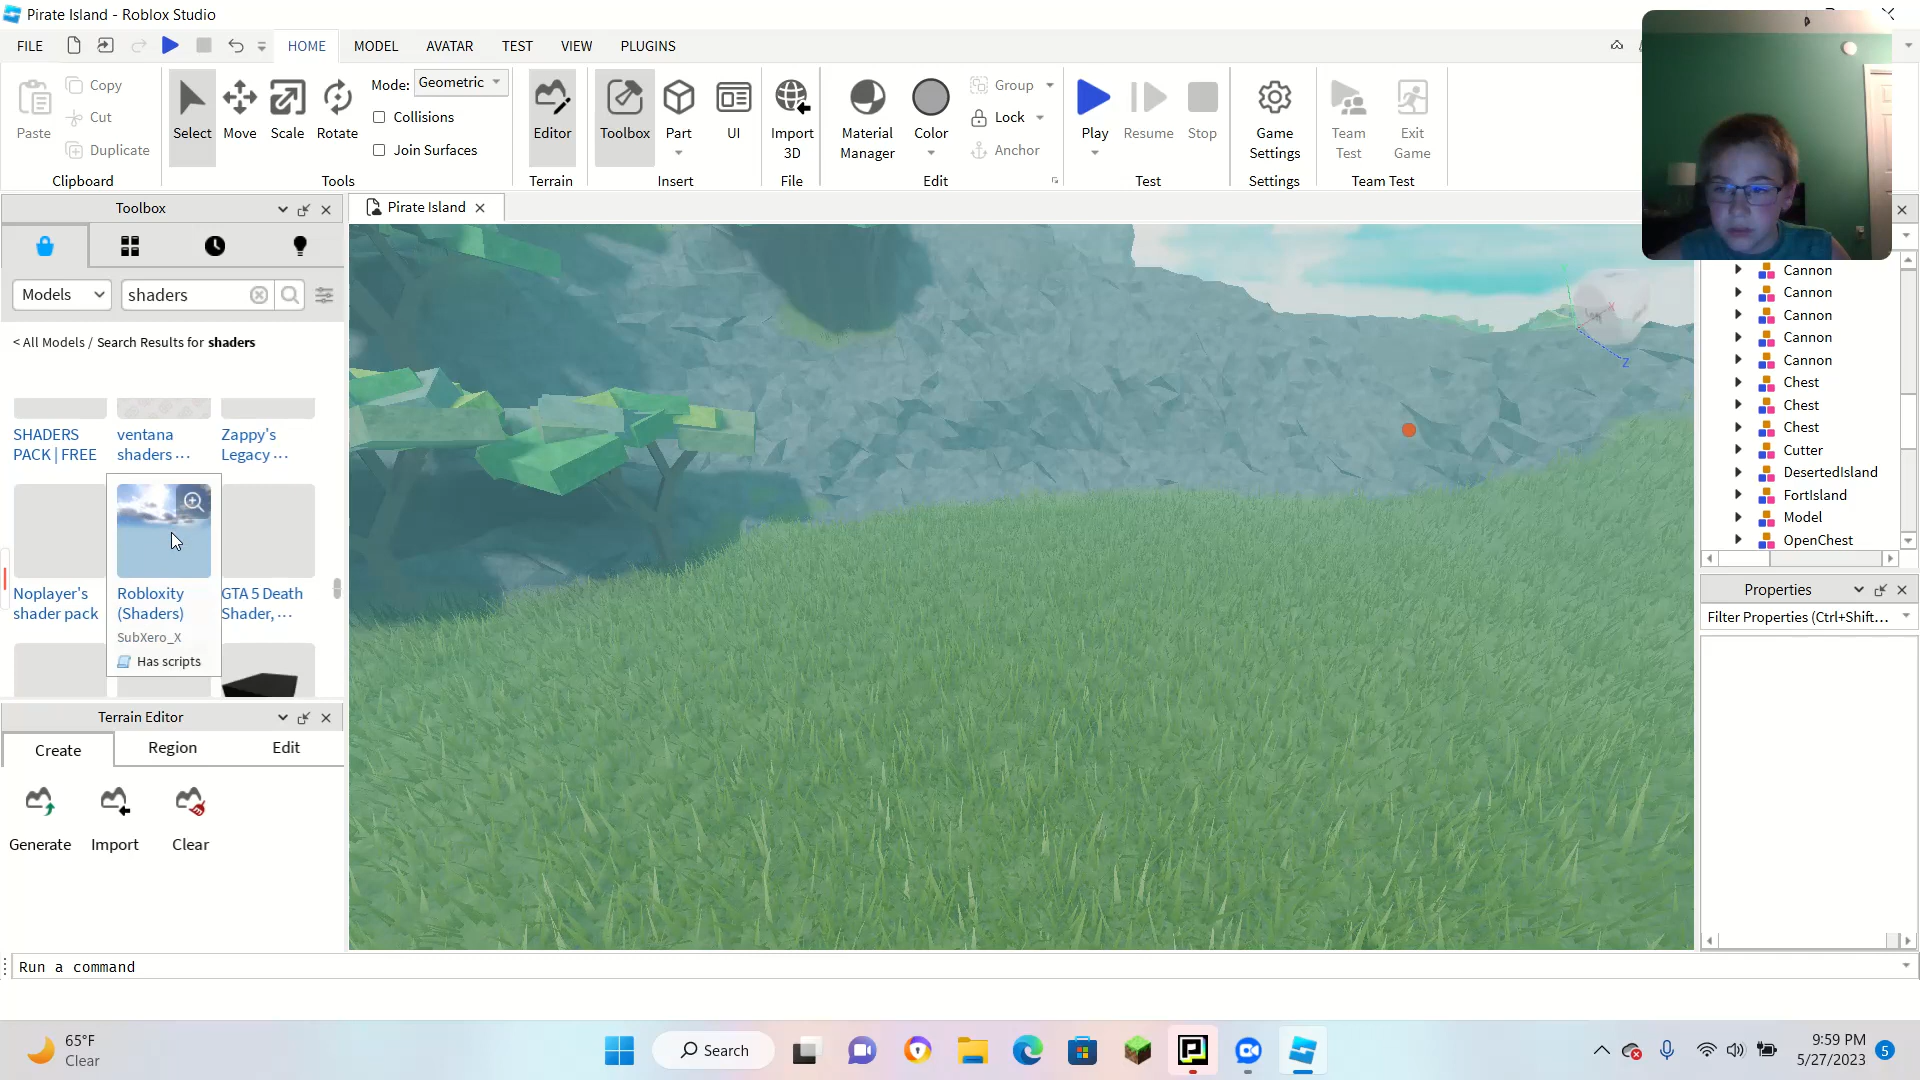 Pirate Island - Roblox Studio
FILE HOME MODEL AVATAR TEST VIEW PLUGINS
Paste
Copy
Cut
Duplicate
Clipboard
Select
Move
Scale
Rotate
Mode: Geometric
Collisions
Join Surfaces
Tools
Editor
Terrain
Toolbox
Part
UI
Insert
Import
3D
File
Material
Manager
Color
Group
Lock
Anchor
Edit
Play
Resume
Stop
Test
Game
Settings
Settings
Team
Test
Exit
Game
Team Test
Toolbox
Pirate Island
Models
shaders
< All Models / Search Results for shaders
SHADERS
PACK | FREE
ventana
shaders ...
Zappy's
Legacy ...
Noplayer's
shader pack
Robloxity
(Shaders)
SubXero_X
Has scripts
GTA 5 Death
Shader, ...
Terrain Editor
Create
Region
Edit
Generate
Import
Clear
X
Z
Cannon
Cannon
Cannon
Cannon
Cannon
Chest
Chest
Chest
Cutter
DesertedIsland
FortIsland
Model
OpenChest
Properties
Filter Properties (Ctrl+Shift...
Run a command
65°F
Clear
Search
9:59 PM
5/27/2023
5